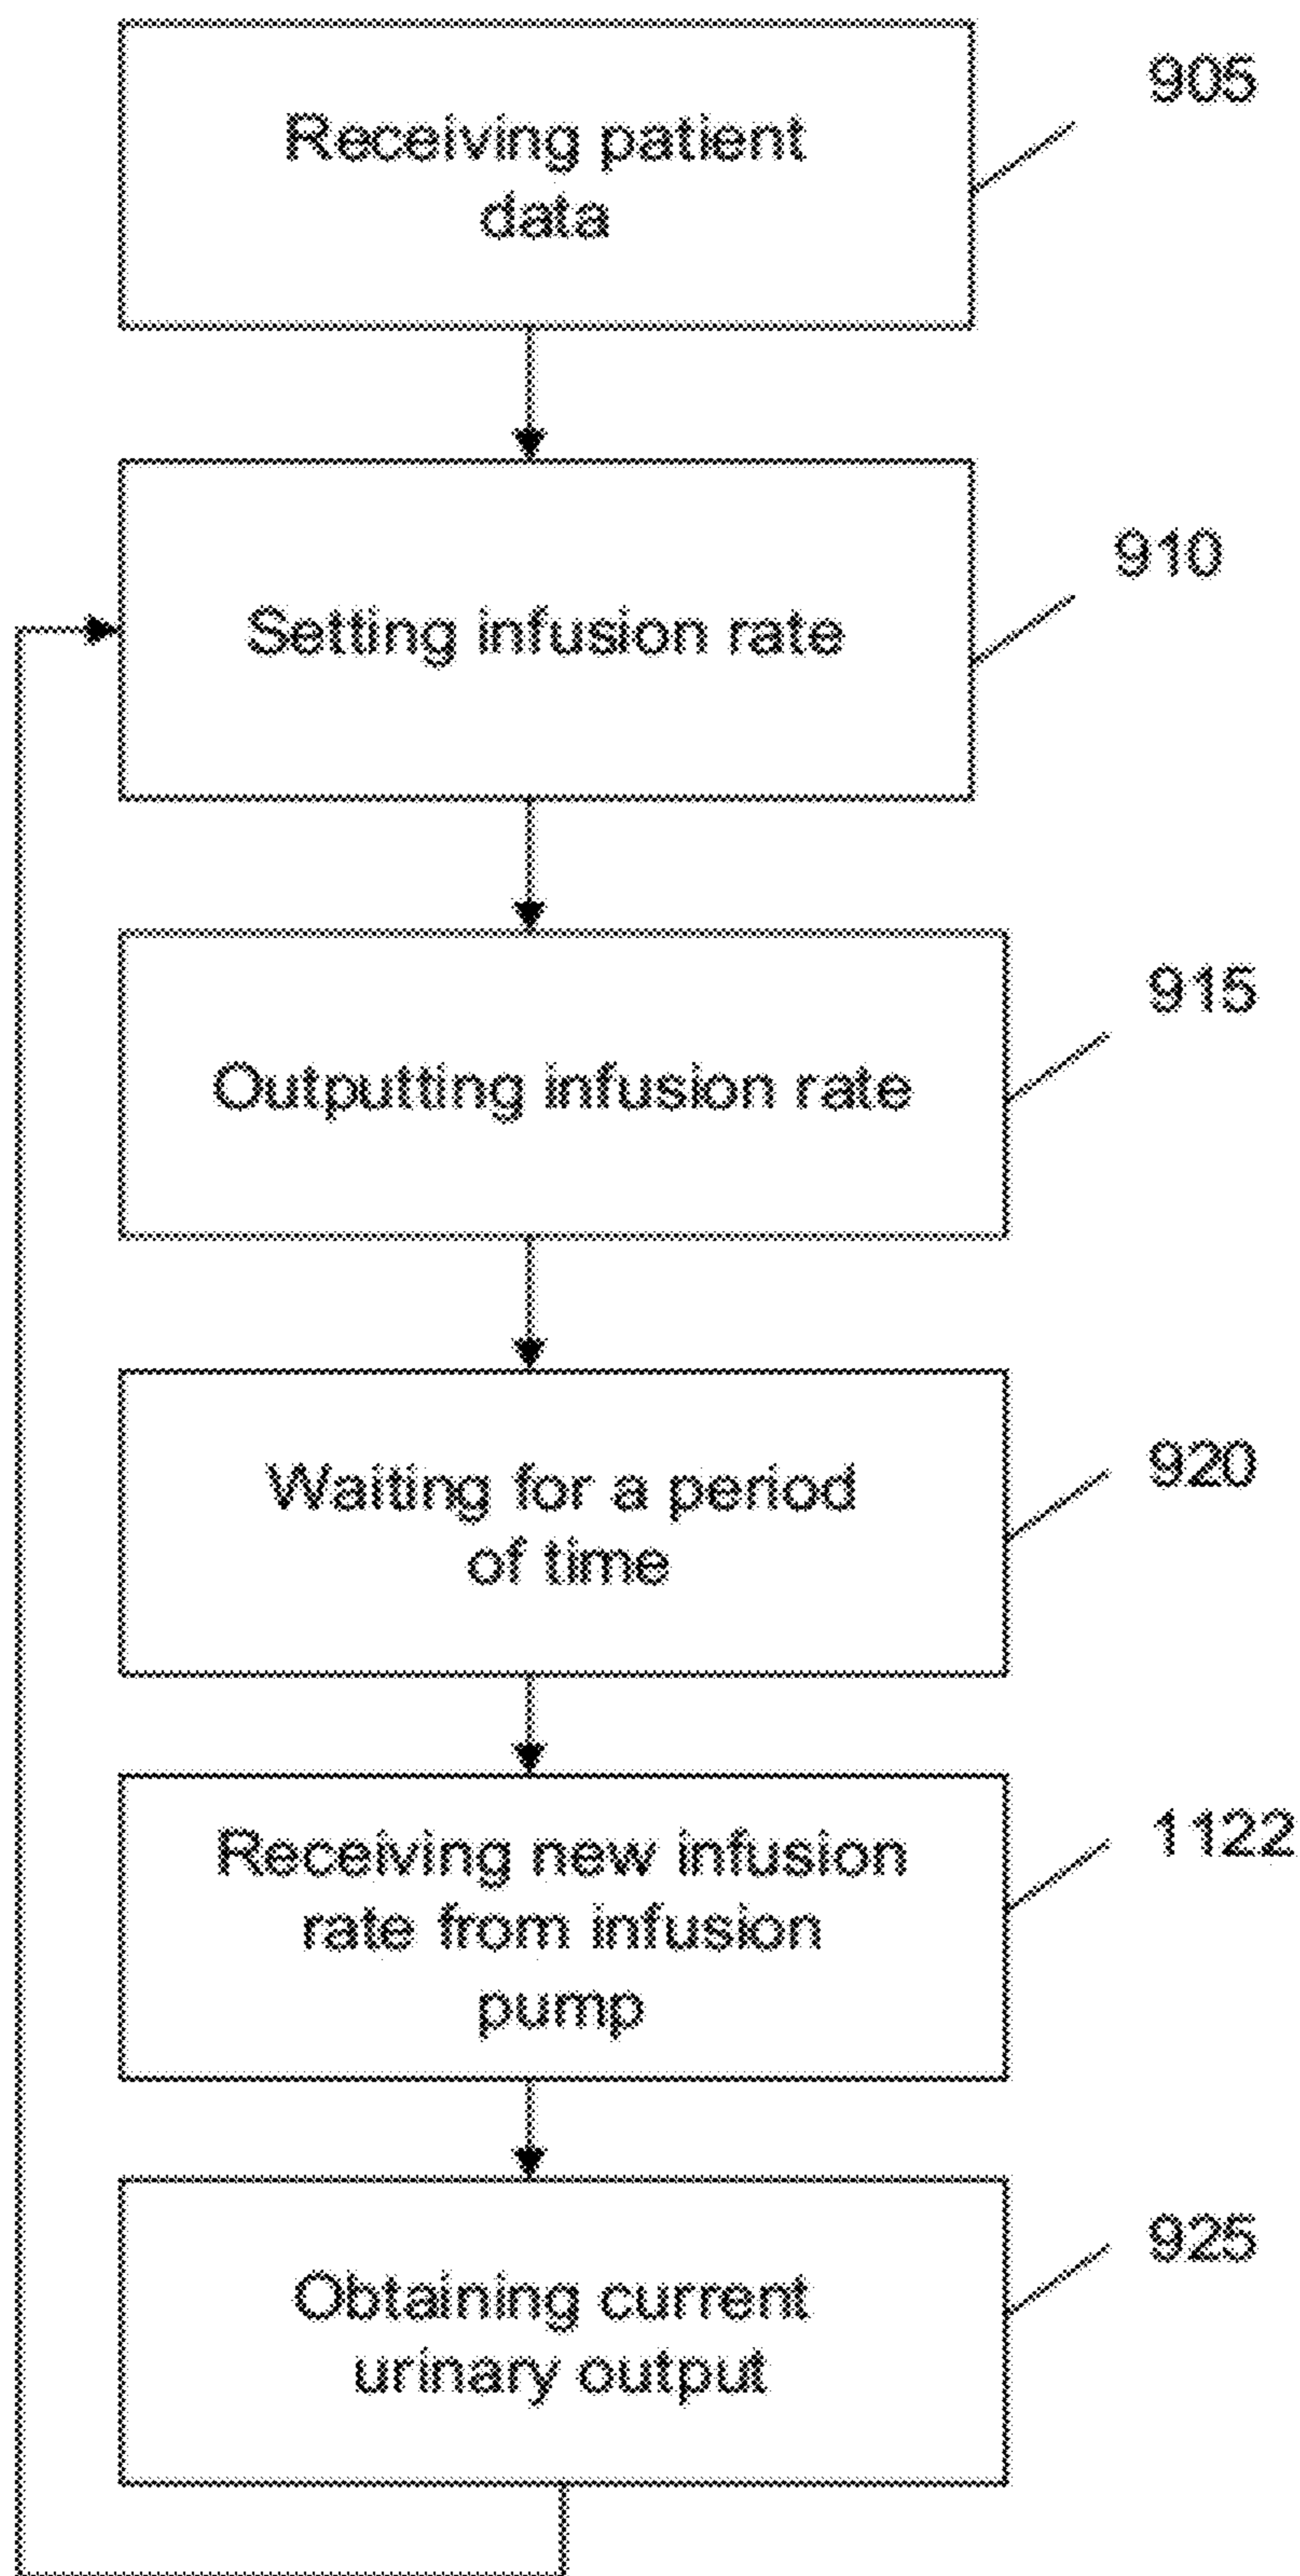 905
Receiving patient
data
910
Setting infusion rate
915
Outputting infusion rate
920
Waiting for a period
of time
1122
Receiving new infusion
rate from infusion
pump
925
Obtaining current
urinary output